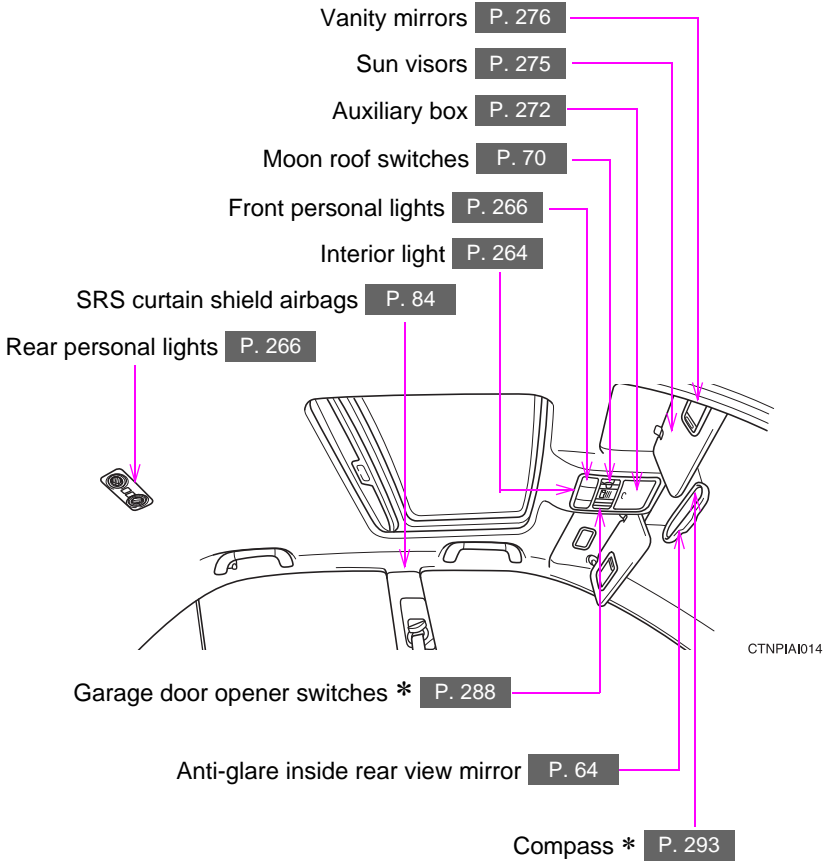 Vanity mirrors P. 276
Sun visors P. 275
Auxiliary box P. 272
Moon roof switches P. 70
Front personal lights P. 266
Interior light P. 264
SRS curtain shield airbags P. 84
Rear personal lights P. 266
CTNPIAI014
Garage door opener switches * P. 288
Anti-glare inside rear view mirror P. 64
Compass * P. 293